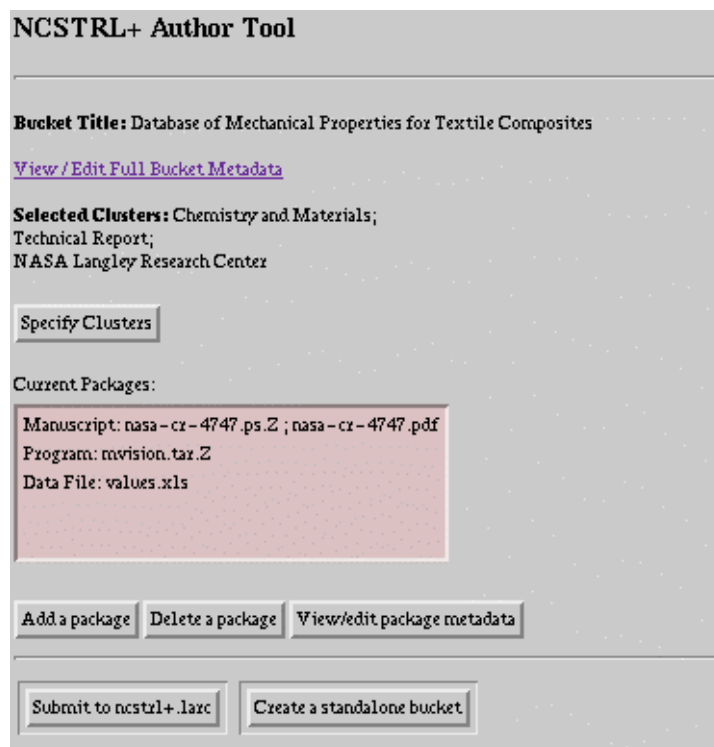 NCSTRL+ Author Tool
Bucket Title: Database of Mechanical Properties for Textile Composites
View / Edit Full Bucket Metadata
Selected Clusters: Chemistry and Materials;
Technical Report;
NASA Langley Research Center
Specify Clusters
Current Packages:
Manuscript: nasa-cr-4747.ps.Z ; nasa-cr-4747.pdf
Program: mvision.tar.Z
Data File: values.xls
Add a package Delete a package View/edit package metadata
Submit to ncstrl+.larc Create a standalone bucket